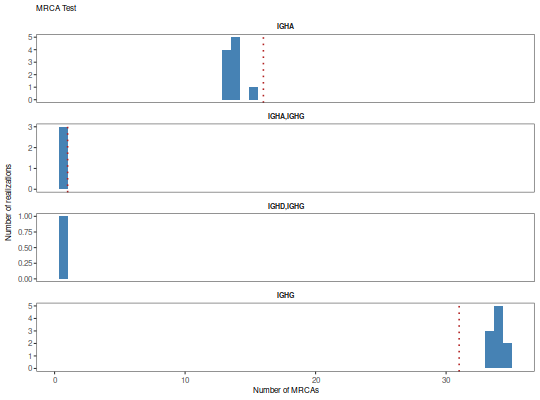 MRCA Test
IGHA
5
4
3
2
1
0
IGHA,IGHG
3
2
1
0
IGHD,IGHG
1.00
0.75
0.50
0.25
0.00
IGHG
5
4
3
2
1
0
0 10 20 30
Number of MRCAs
Number of realizations